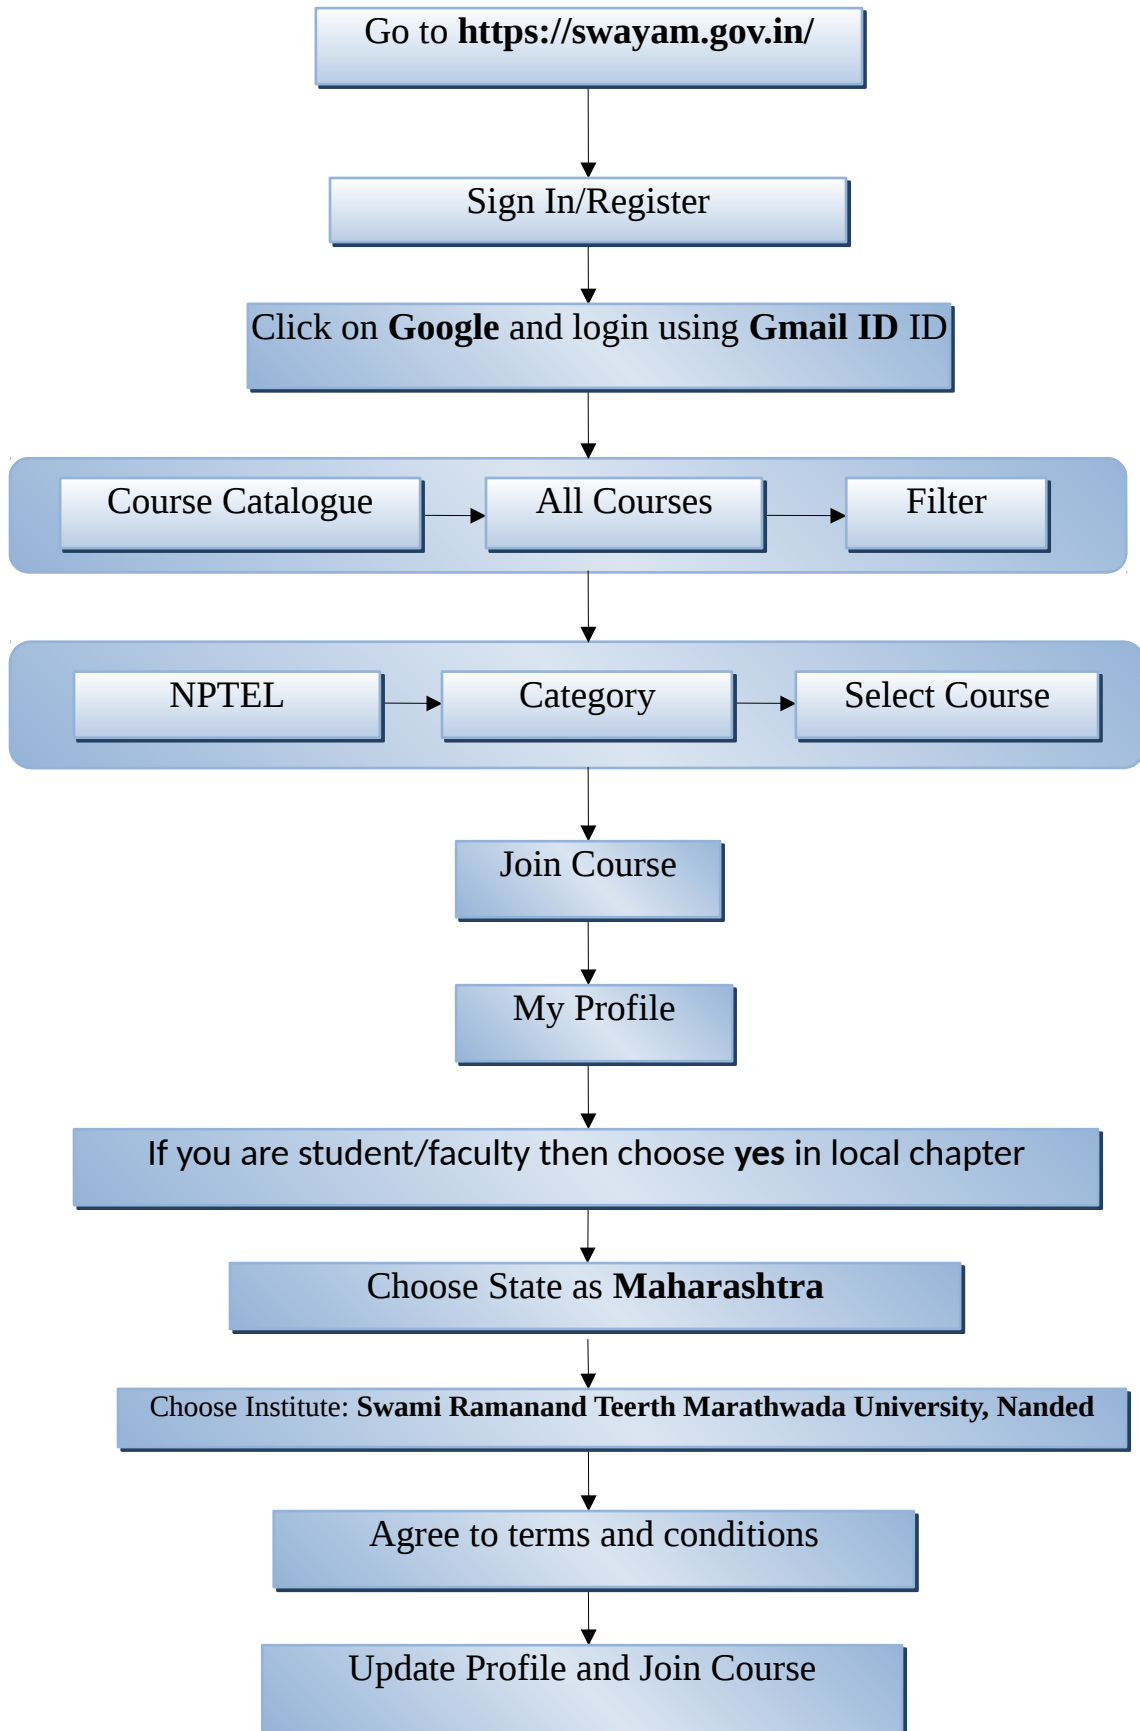 Go to https://swayam.gov.in/
Sign In/Register
Click on Google and login using Gmail ID ID
Course Catalogue
All Courses
Filter
NPTEL
Category
Select Course
Join Course
My Profile
If you are student/faculty then choose yes in local chapter
Choose State as Maharashtra
Choose Institute: Swami Ramanand Teerth Marathwada University, Nanded
Agree to terms and conditions
Update Profile and Join Course